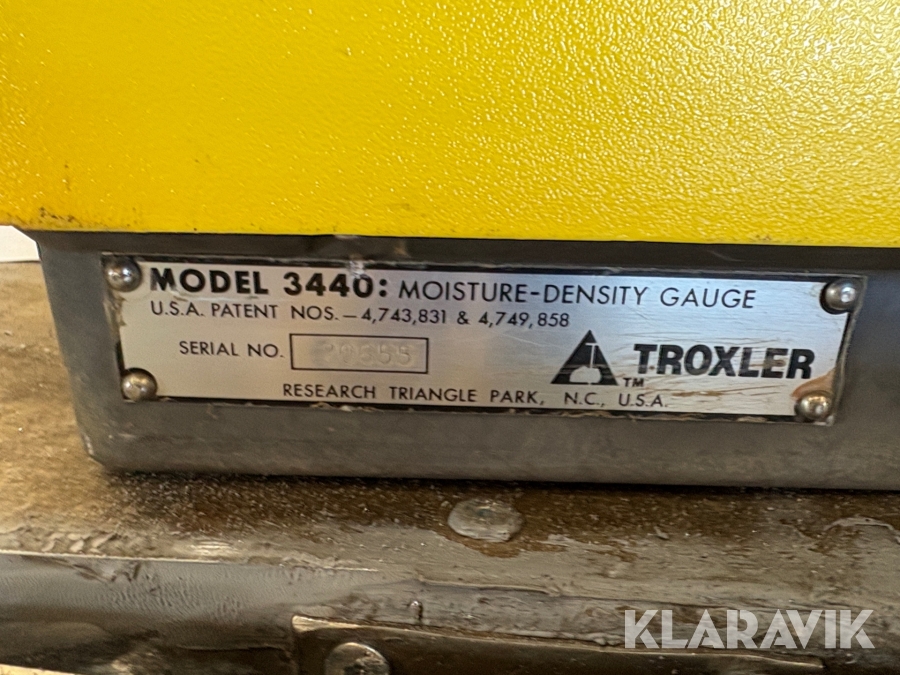 MODEL 3440: MOISTURE-DENSITY GAUGE
U.S.A. PATENT NOS. – 4,743,831 & 4,749,858
SERIAL NO.
TROXLER
TM
RESEARCH TRIANGLE PARK, N.C., U.S.A.
KLARAVIK